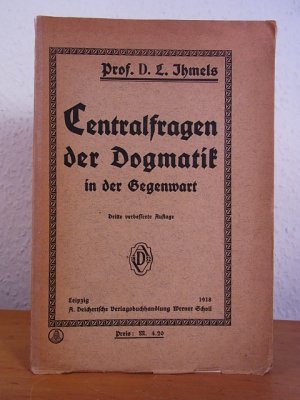 Prof. D. L. Ihmels
Centralfragen
der Dogmatik
in der Gegenwart
Dritte verbesserte Auflage
D
Leipzig 1918
A. Deichertsche Verlagsbuchhandlung Werner Scholl
Preis: M. 4.20